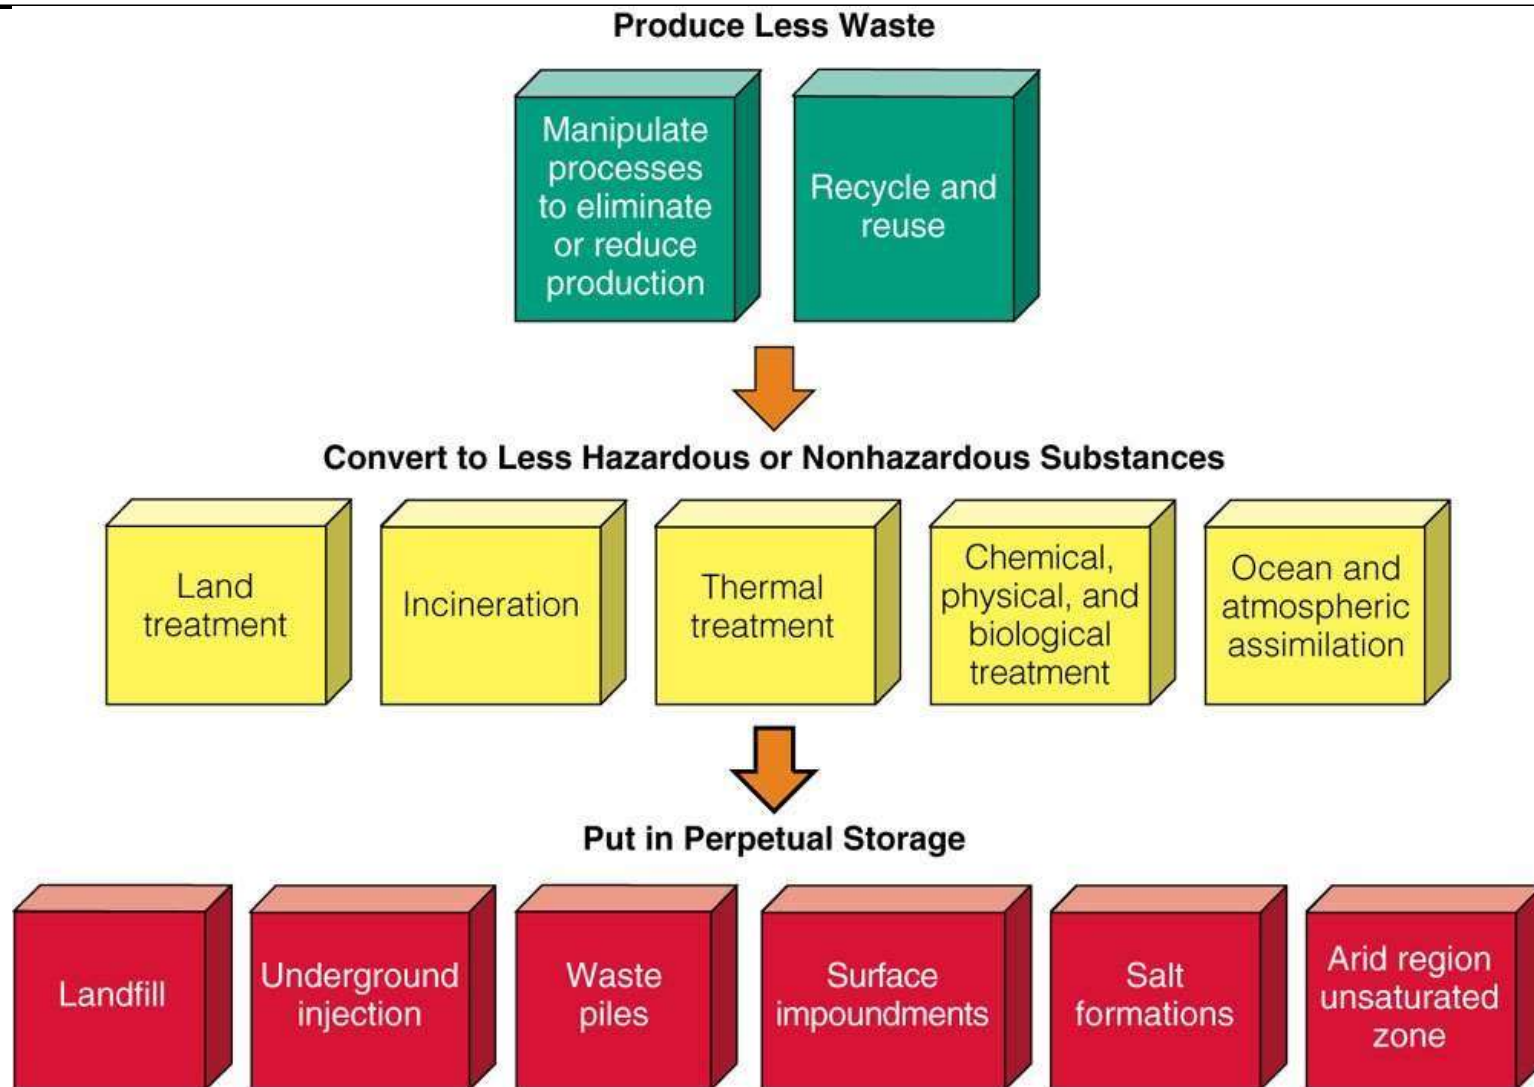 Produce Less Waste
Manipulate
processes
to eliminate
or reduce
production
Recycle and
reuse
Convert to Less Hazardous or Nonhazardous Substances
Land
treatment
Incineration
Thermal
treatment
Chemical,
physical, and
biological
treatment
Ocean and
atmospheric
assimilation
Put in Perpetual Storage
Landfill
Underground
injection
Waste
piles
Surface
impoundments
Salt
formations
Arid region
unsaturated
zone